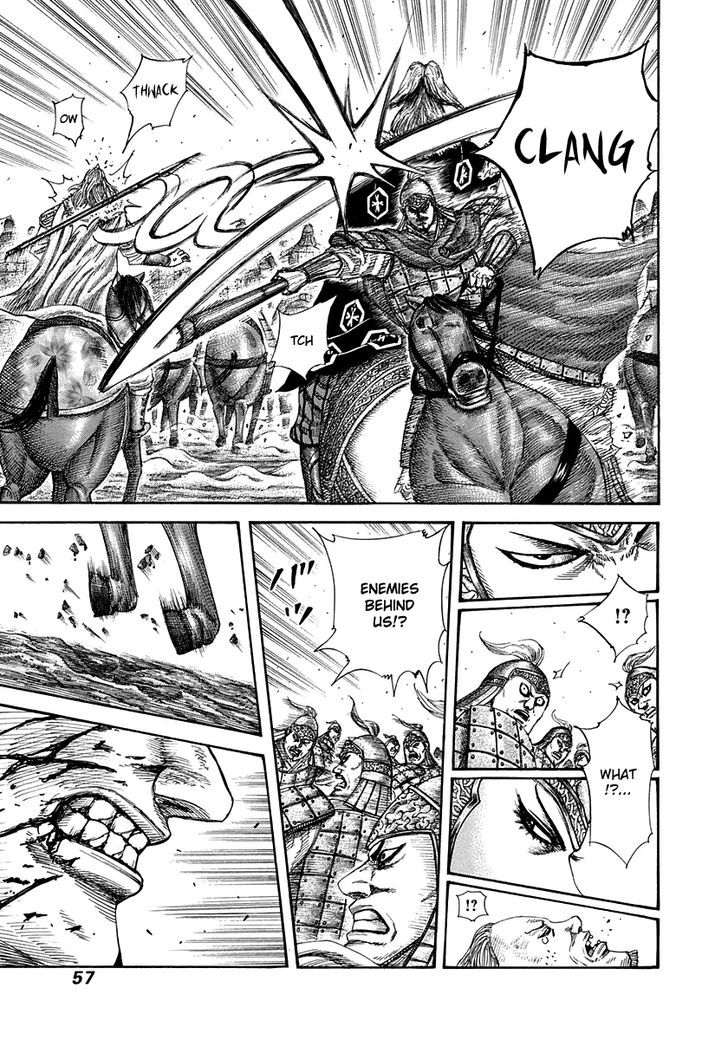 CLANG
THWACK
OW
TCH
!?
WHAT
!?...
!?
ENEMIES
BEHIND
US!?
57